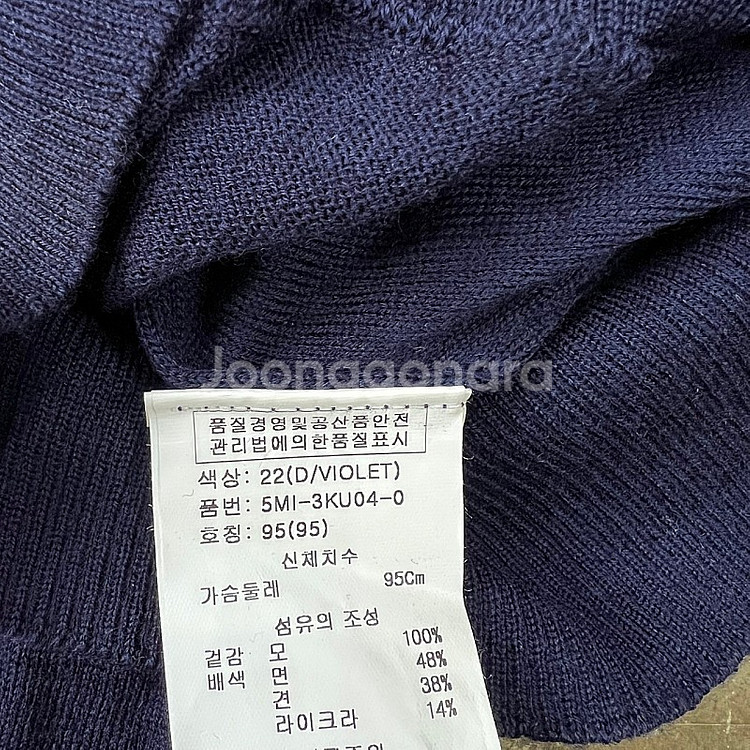 Joonggonara
품질경영및공산품안전
관리법에의한품질표시
색상: 22(D/VIOLET)
품번: 5MI-3KU04-0
호칭: 95(95)
신체치수
가슴둘레 95Cm
섬유의 조성
겉감 모 100%
배색 면 48%
견 38%
라이크라 14%